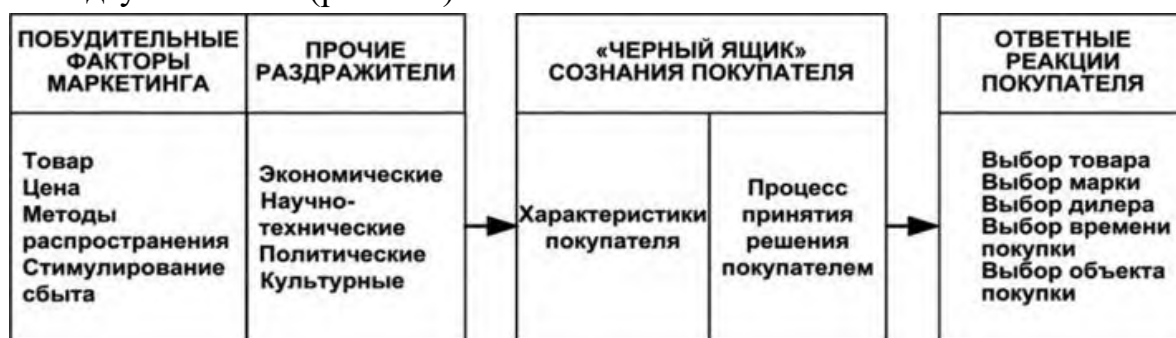 ПОБУДИТЕЛЬНЫЕ
ФАКТОРЫ
МАРКЕТИНГА
ПРОЧИЕ
РАЗДРАЖИТЕЛИ
«ЧЕРНЫЙ ЯЩИК»
СОЗНАНИЯ ПОКУПАТЕЛЯ
ОТВЕТНЫЕ
РЕАКЦИИ
ПОКУПАТЕЛЯ
Товар
Цена
Методы
распространения
Стимулирование
сбыта
Экономические
Научно-
технические
Политические
Культурные
Характеристики
покупателя
Процесс
принятия
решения
покупателем
Выбор товара
Выбор марки
Выбор дилера
Выбор времени
покупки
Выбор объекта
покупки